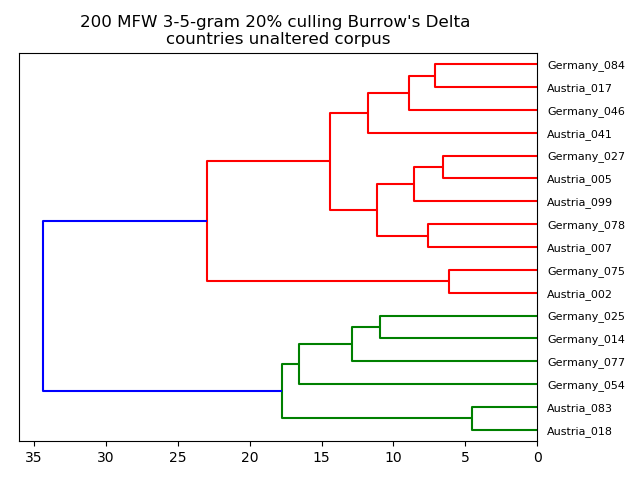 200 MFW 3-5-gram 20% culling Burrow's Delta
countries unaltered corpus
Germany_084
Austria_017
Germany_046
Austria_041
Germany_027
Austria_005
Austria_099
Germany_078
Austria_007
Germany_075
Austria_002
Germany_025
Germany_014
Germany_077
Germany_054
Austria_083
Austria_018
35 30 25 20 15 10 5 0